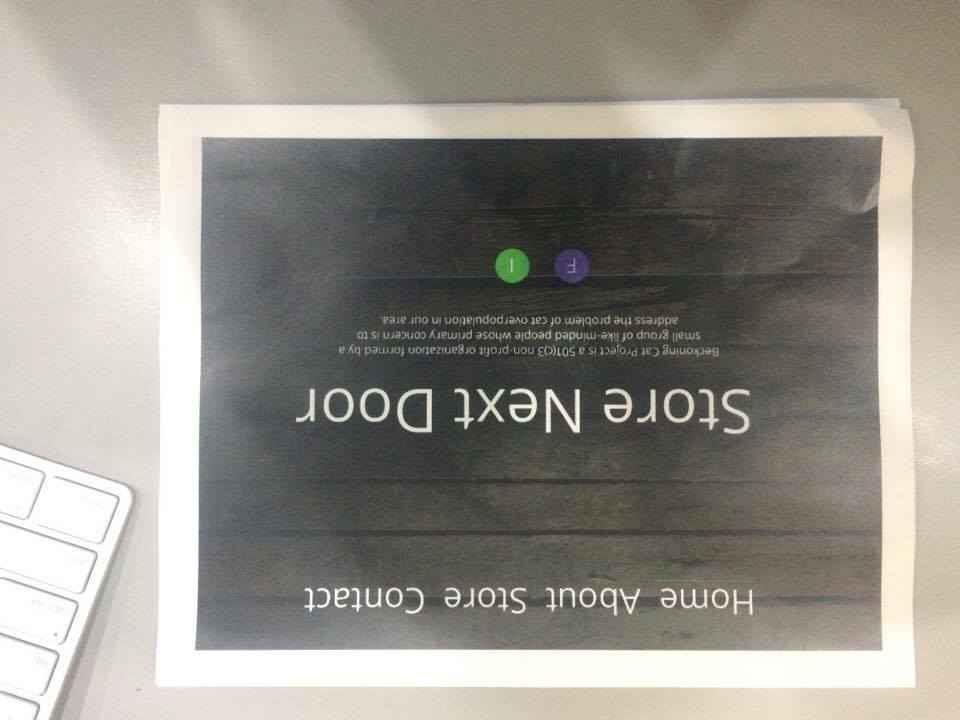 Home About Store Contact
Store Next Door
Beckoning Cat Project is a 501(c)3 non-profit organization formed by a
small group of like-minded people whose primary concern is to
address the problem of cat overpopulation in our area.
F I